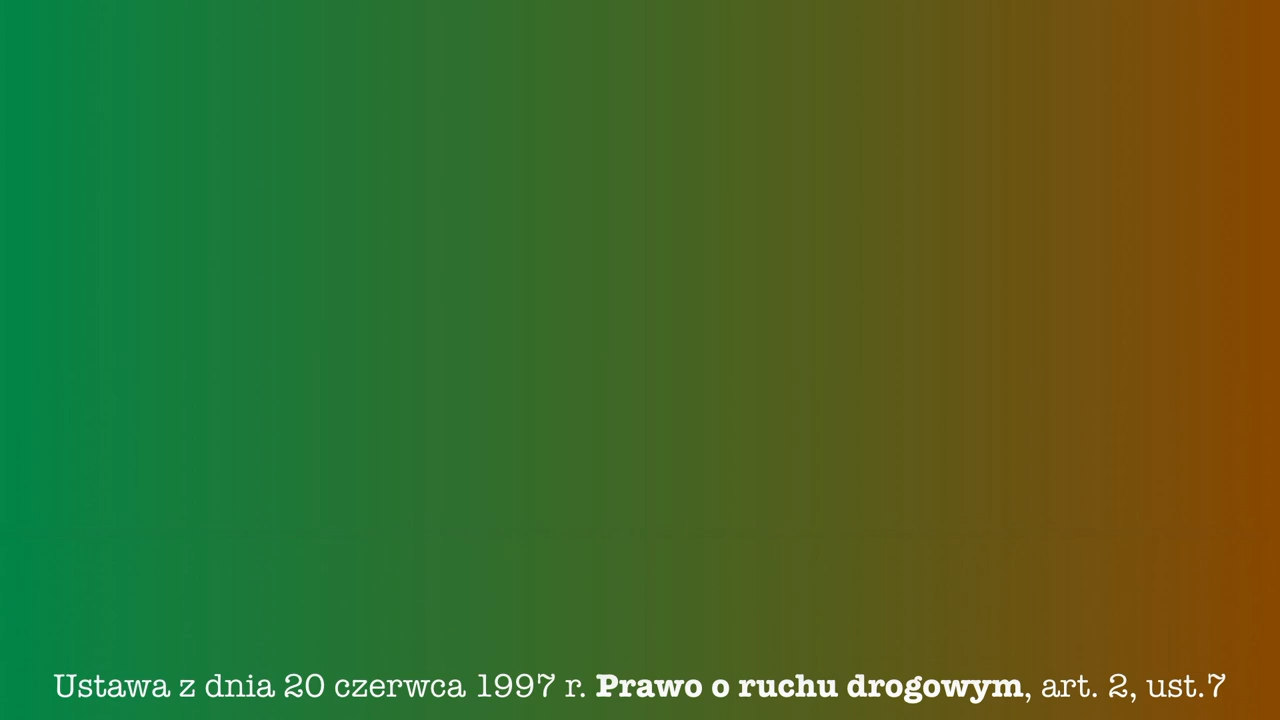 Ustawa z dnia 20 czerwca 1997 r. Prawo o ruchu drogowym, art. 2, ust.7